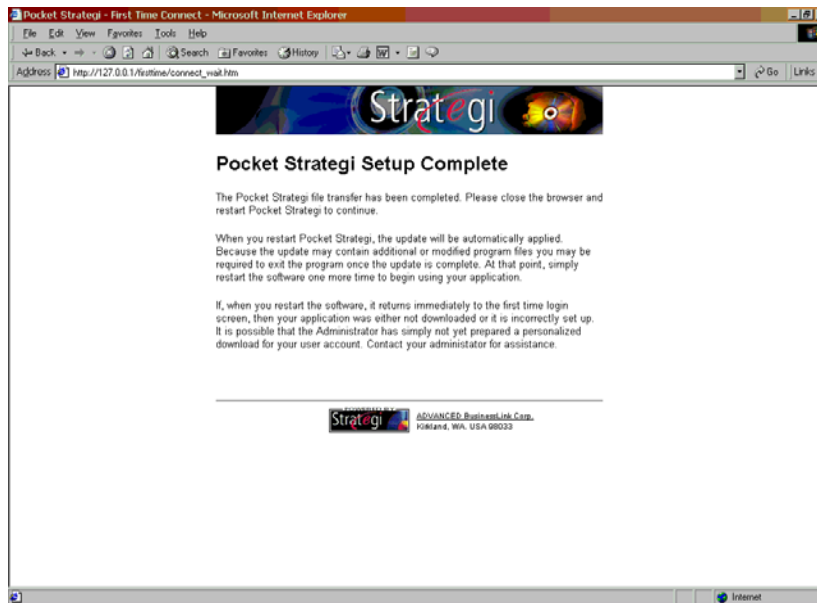 Pocket Strategi - First Time Connect - Microsoft Internet Explorer
File Edit View Favorites Tools Help
Back Search Favorites History
Address http://127.0.0.1/firsttime/connect_wait.htm Go Links
Strategi
Pocket Strategi Setup Complete
The Pocket Strategi file transfer has been completed. Please close the browser and
restart Pocket Strategi to continue.
When you restart Pocket Strategi, the update will be automatically applied.
Because the update may contain additional or modified program files you may be
required to exit the program once the update is complete. At that point, simply
restart the software one more time to begin using your application.
If, when you restart the software, it returns immediately to the first time login
screen, then your application was either not downloaded or it is incorrectly set up.
It is possible that the Administrator has simply not yet prepared a personalized
download for your user account. Contact your administator for assistance.
POWERED BY
Strategi
ADVANCED BusinessLink Corp.
Kirkland, WA. USA 98033
Internet